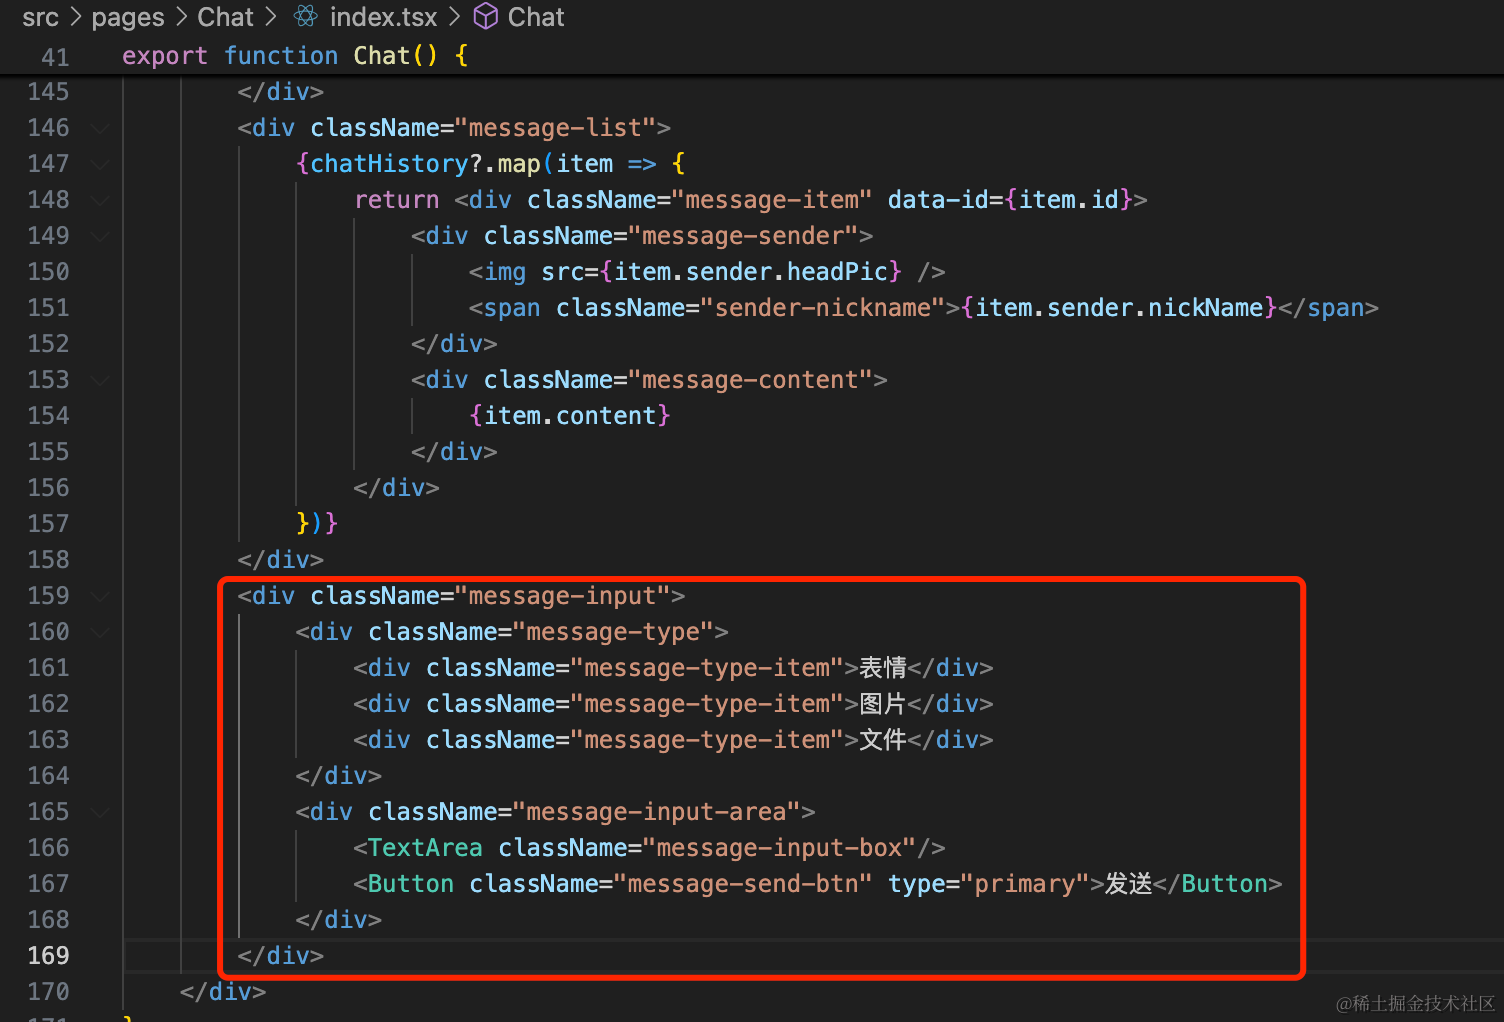 src > pages > Chat > index.tsx > Chat
41 export function Chat() {
145 </div>
146 <div className="message-list">
147 {chatHistory?.map(item => {
148 return <div className="message-item" data-id={item.id}>
149 <div className="message-sender">
150 <img src={item.sender.headPic} />
151 <span className="sender-nickname">{item.sender.nickName}</span>
152 </div>
153 <div className="message-content">
154 {item.content}
155 </div>
156 </div>
157 })}
158 </div>
159 <div className="message-input">
160 <div className="message-type">
161 <div className="message-type-item">表情</div>
162 <div className="message-type-item">图片</div>
163 <div className="message-type-item">文件</div>
164 </div>
165 <div className="message-input-area">
166 <TextArea className="message-input-box"/>
167 <Button className="message-send-btn" type="primary">发送</Button>
168 </div>
169 </div>
170 </div>
171 }
@稀土掘金技术社区